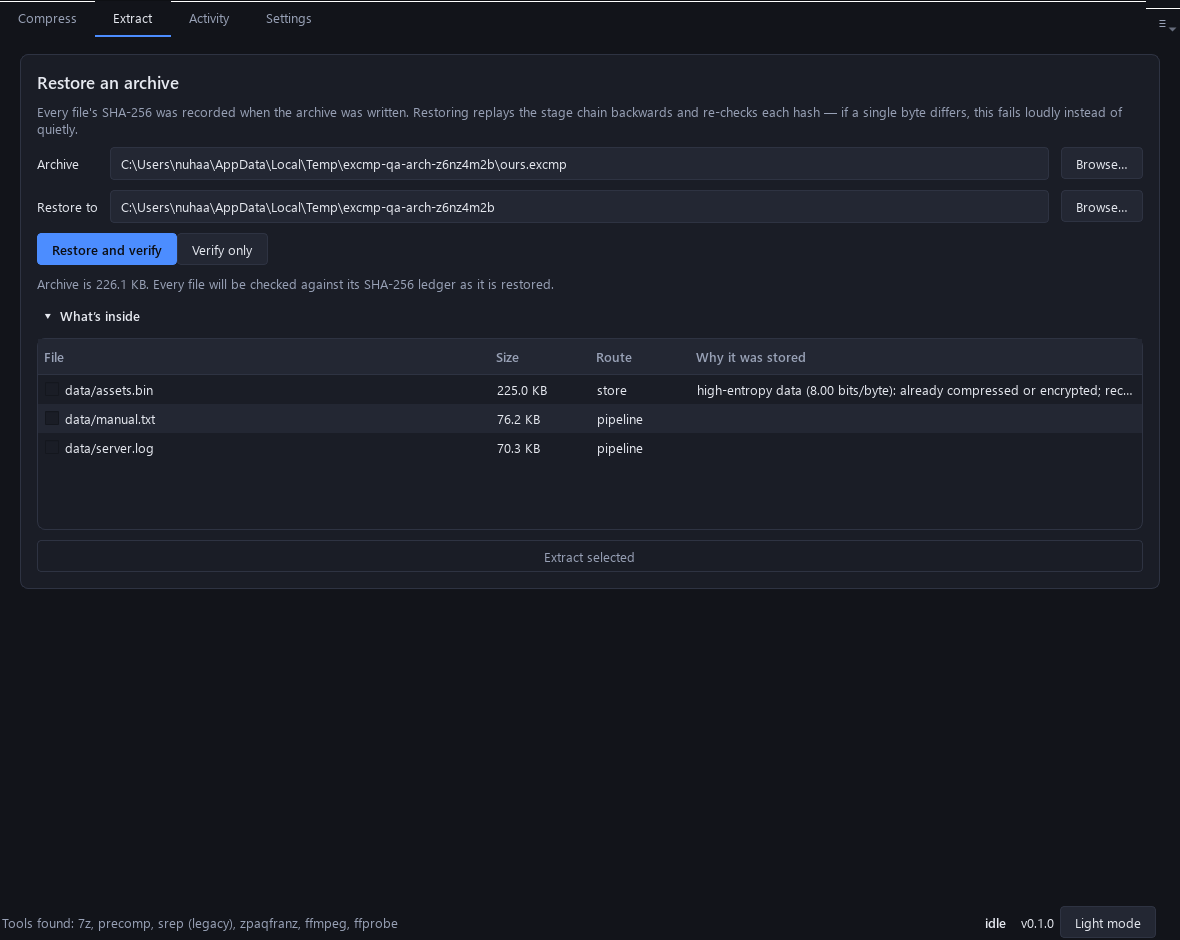 Compress Extract Activity Settings
Restore an archive
Every file's SHA-256 was recorded when the archive was written. Restoring replays the stage chain backwards and re-checks each hash — if a single byte differs, this fails loudly instead of
quietly.
Archive C:\Users\nuhaa\AppData\Local\Temp\excmp-qa-arch-z6nz4m2b\ours.excmp Browse...
Restore to C:\Users\nuhaa\AppData\Local\Temp\excmp-qa-arch-z6nz4m2b Browse...
Restore and verify Verify only
Archive is 226.1 KB. Every file will be checked against its SHA-256 ledger as it is restored.
What's inside
File Size Route Why it was stored
data/assets.bin 225.0 KB store high-entropy data (8.00 bits/byte): already compressed or encrypted; rec...
data/manual.txt 76.2 KB pipeline
data/server.log 70.3 KB pipeline
Extract selected
Tools found: 7z, precomp, srep (legacy), zpaqfranz, ffmpeg, ffprobe idle v0.1.0 Light mode